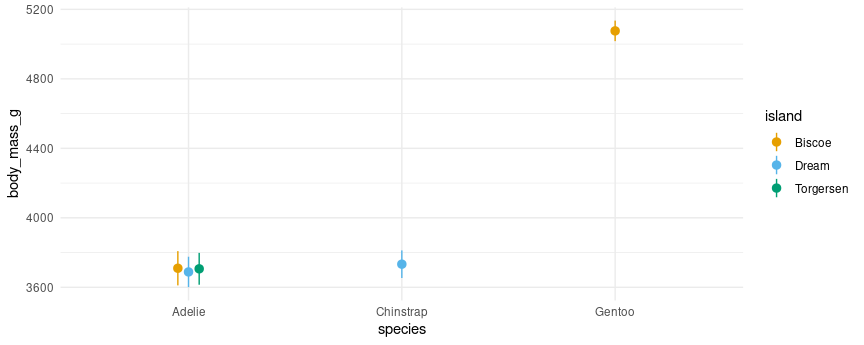 5200
4800
4400
4000
3600
body_mass_g
Adelie
Chinstrap
Gentoo
species
island
Biscoe
Dream
Torgersen